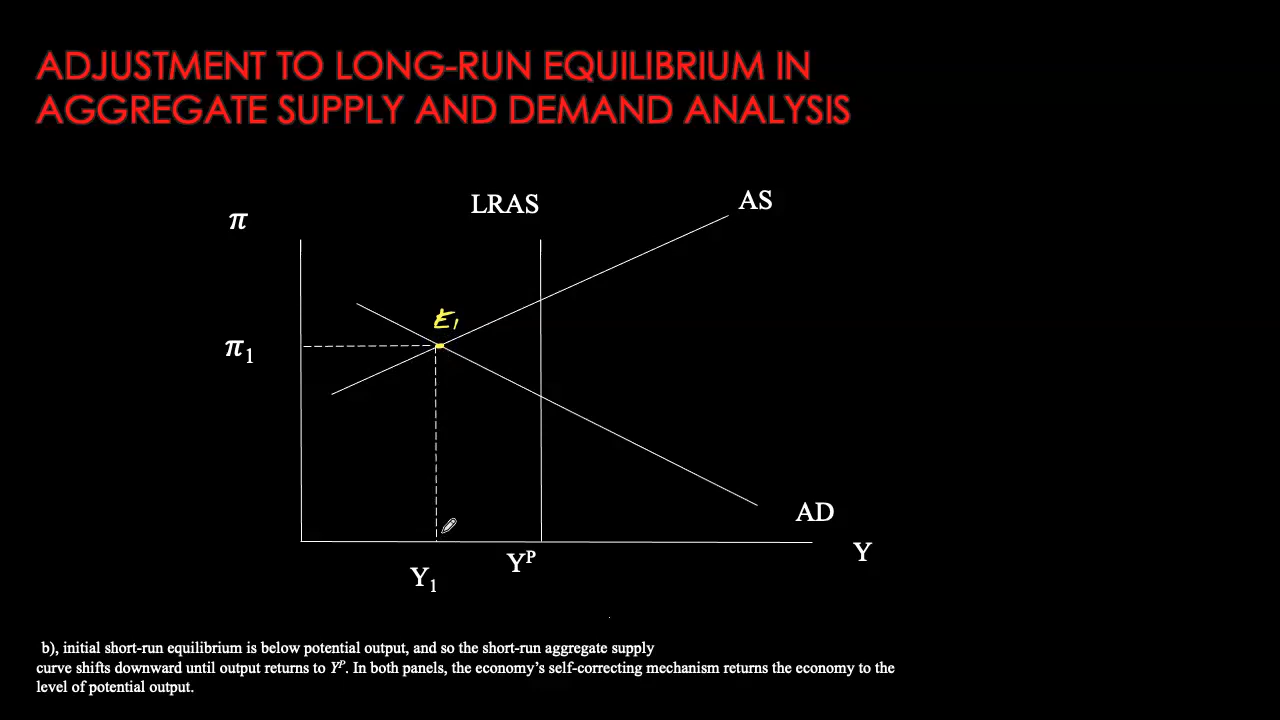 ADJUSTMENT TO LONG-RUN EQUILIBRIUM IN
AGGREGATE SUPPLY AND DEMAND ANALYSIS
π
LRAS
AS
E₁
π₁
AD
Y
Y₁
Yᴾ
b), initial short-run equilibrium is below potential output, and so the short-run aggregate supply
curve shifts downward until output returns to Yᴾ. In both panels, the economy's self-correcting mechanism returns the economy to the
level of potential output.